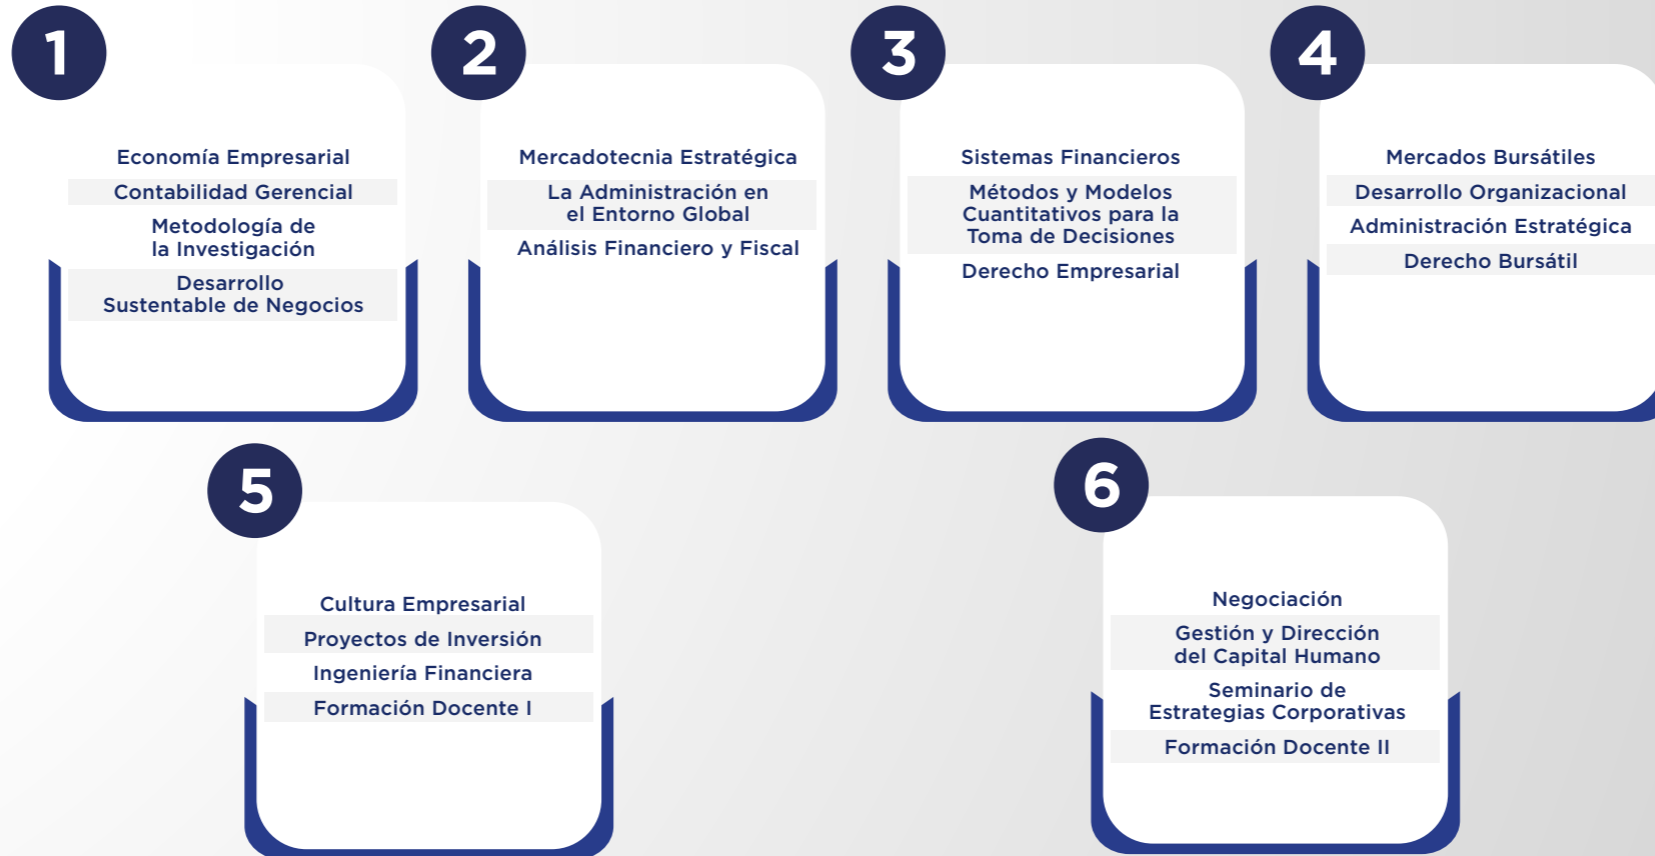 1
Economía Empresarial
Contabilidad Gerencial
Metodología de
la Investigación
Desarrollo
Sustentable de Negocios
2
Mercadotecnia Estratégica
La Administración en
el Entorno Global
Análisis Financiero y Fiscal
3
Sistemas Financieros
Métodos y Modelos
Cuantitativos para la
Toma de Decisiones
Derecho Empresarial
4
Mercados Bursátiles
Desarrollo Organizacional
Administración Estratégica
Derecho Bursátil
5
Cultura Empresarial
Proyectos de Inversión
Ingeniería Financiera
Formación Docente I
6
Negociación
Gestión y Dirección
del Capital Humano
Seminario de
Estrategias Corporativas
Formación Docente II